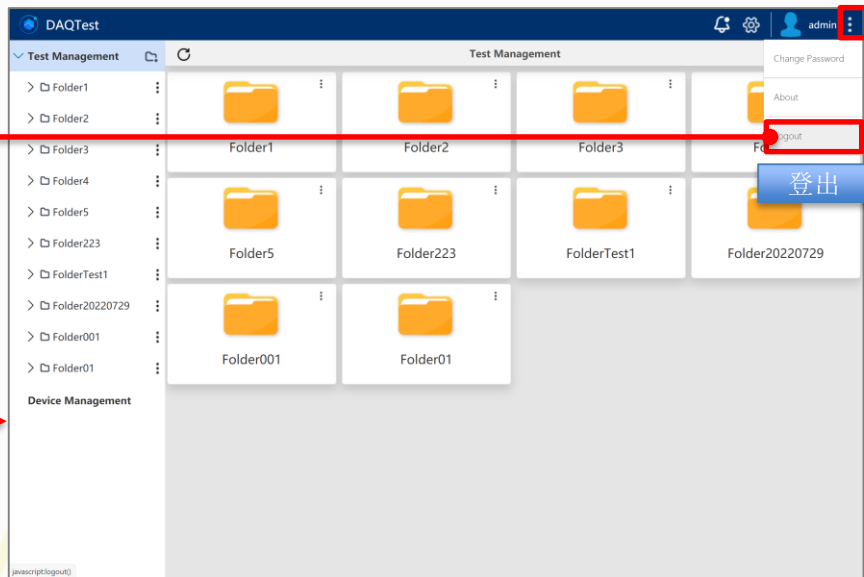 DAQTest
admin
Test Management
Test Management
Change Password
About
Logout
登出
Folder1
Folder2
Folder3
Folder4
Folder5
Folder223
FolderTest1
Folder20220729
Folder001
Folder01
Device Management
Folder1
Folder2
Folder3
Folder5
Folder223
FolderTest1
Folder20220729
Folder001
Folder01
javascript:logout()